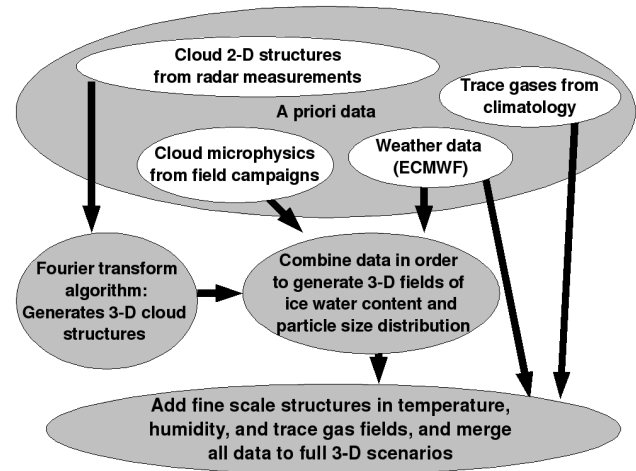 Cloud 2-D structures
from radar measurements
Trace gases from
climatology
A priori data
Cloud microphysics
from field campaigns
Weather data
(ECMWF)
Fourier transform
algorithm:
Generates 3-D cloud
structures
Combine data in order
to generate 3-D fields of
ice water content and
particle size distribution
Add fine scale structures in temperature,
humidity, and trace gas fields, and merge
all data to full 3-D scenarios